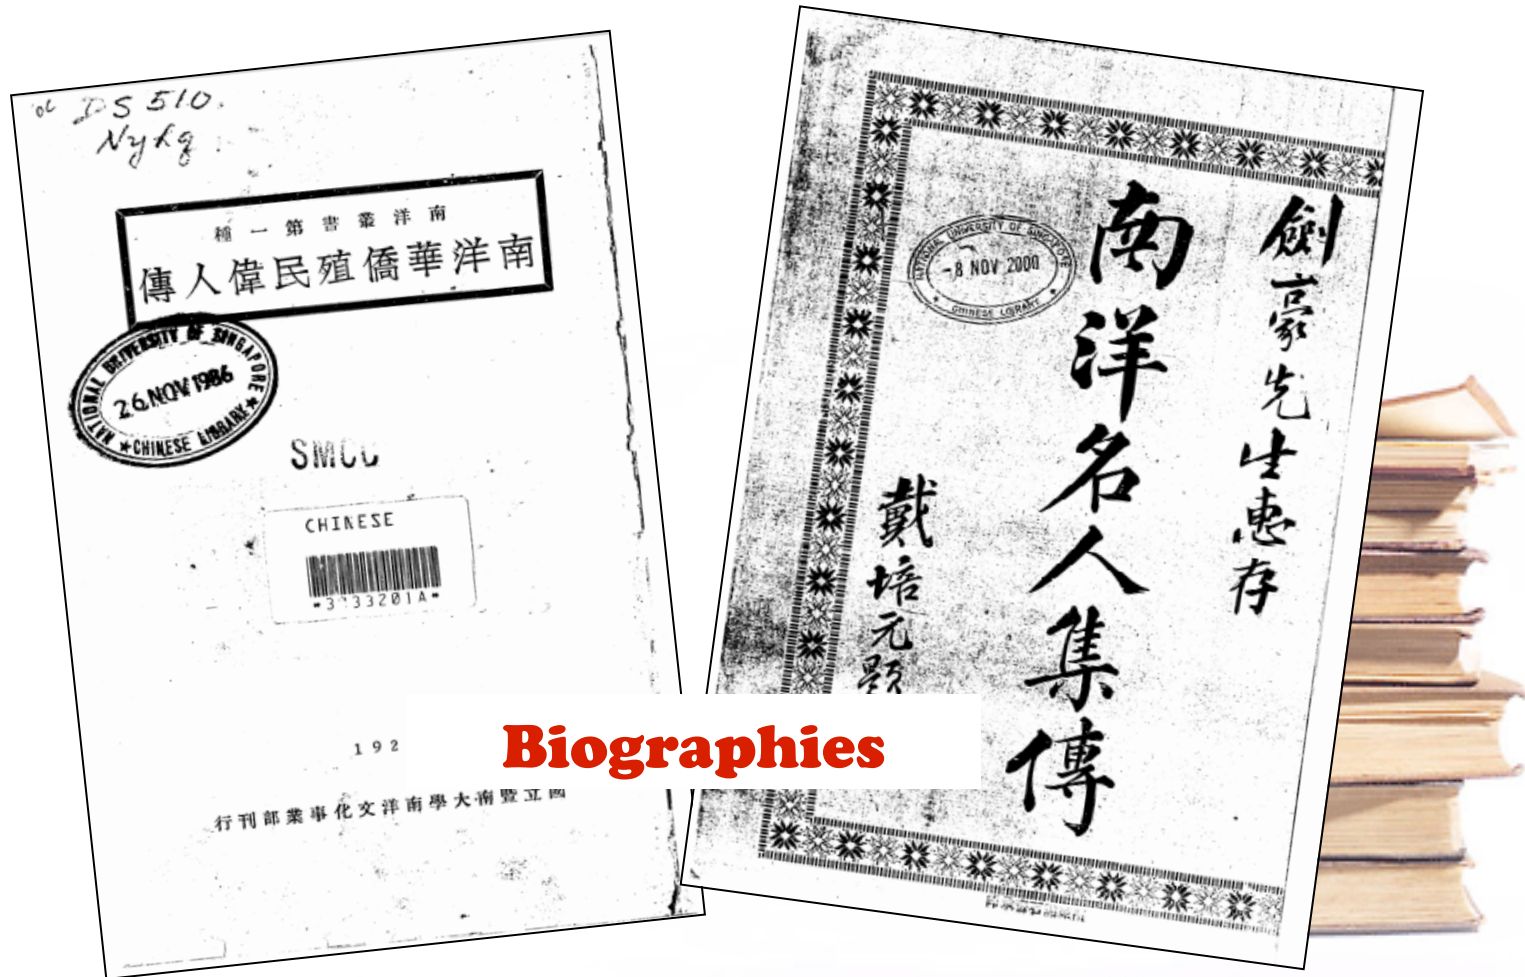 DS 510.
南洋叢書第一種
南洋華僑殖民偉人傳
NATIONAL UNIVERSITY OF SINGAPORE
26 NOV 1986
CHINESE LIBRARY
CHINESE
192
國立暨南大學南洋文化事業部刊行
劍豪先生惠存
南洋名人集傳
戴培元題
NATIONAL UNIVERSITY OF SINGAPORE
-8 NOV 2000
CHINESE LIBRARY
Biographies